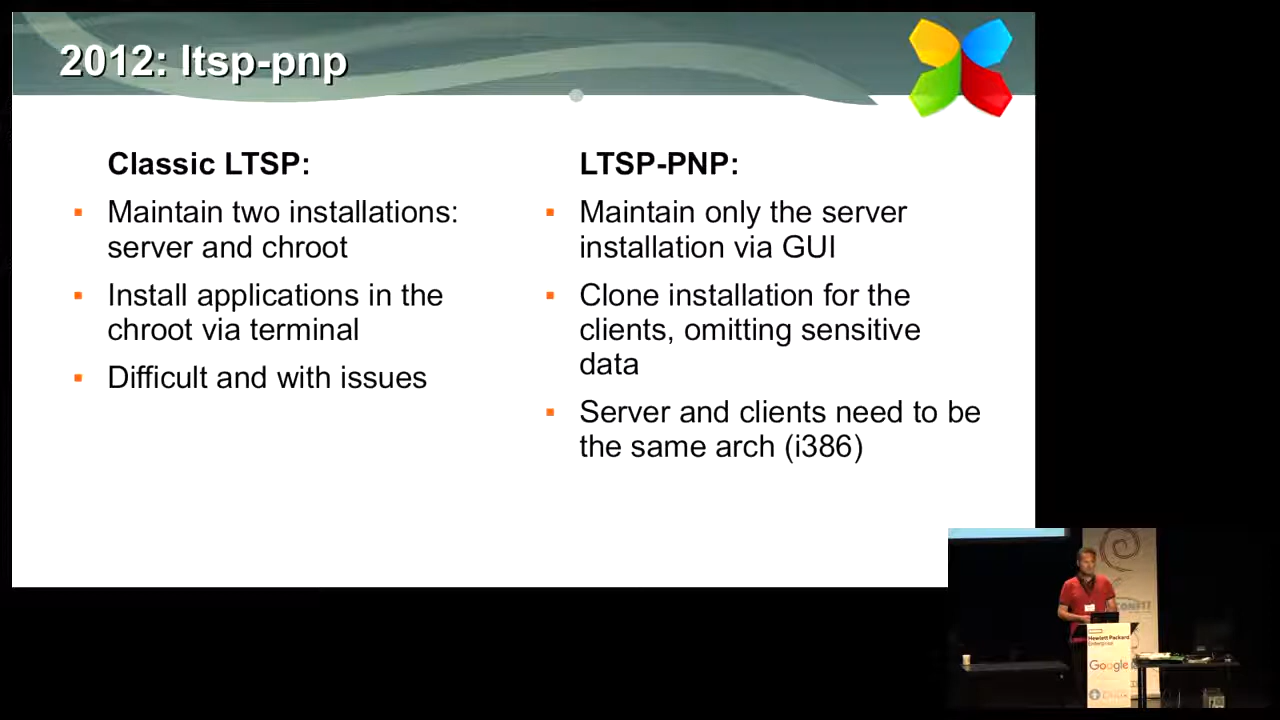 2012: ltsp-pnp
Classic LTSP:
Maintain two installations:
server and chroot
Install applications in the
chroot via terminal
Difficult and with issues
LTSP-PNP:
Maintain only the server
installation via GUI
Clone installation for the
clients, omitting sensitive
data
Server and clients need to be
the same arch (i386)
Hewlett Packard
Enterprise
Google